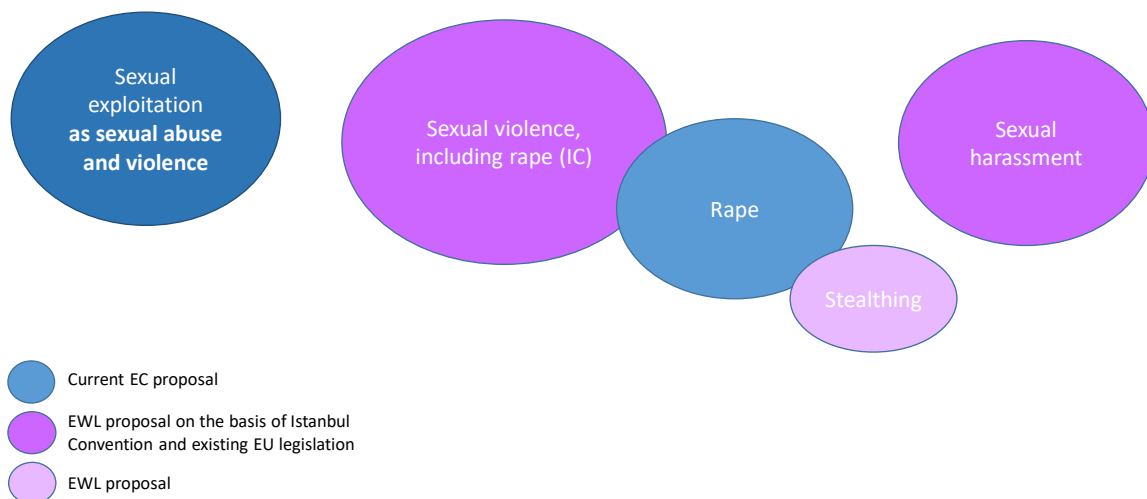 Sexual
exploitation
as sexual abuse
and violence
Sexual violence,
including rape (IC)
Rape
Stealthing
Sexual
harassment
Current EC proposal
EWL proposal on the basis of Istanbul
Convention and existing EU legislation
EWL proposal